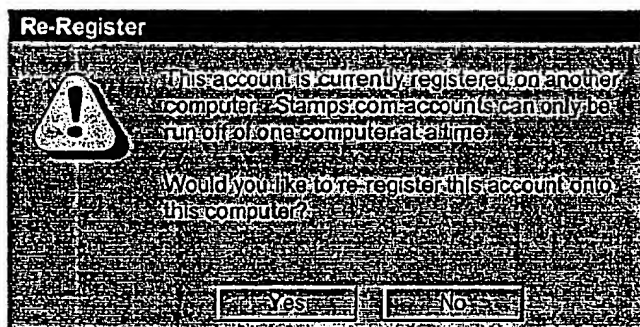 Re-Register
This account is currently registered on another
computer. Stamps.com accounts can only be
run off of one computer at a time.
Would you like to re-register this account onto
this computer?
Yes
No